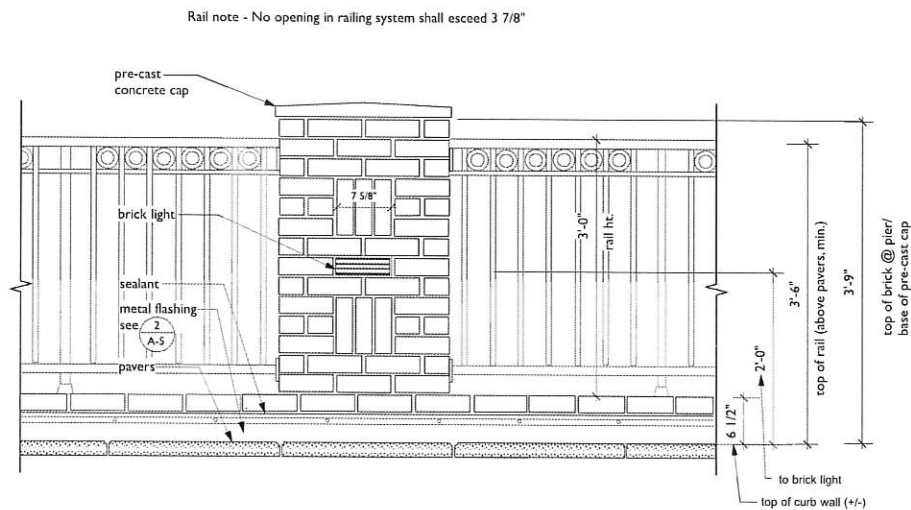 Rail note - No opening in railing system shall esceed 3 7/8"
pre-cast
concrete cap
7 5/8"
brick light
3'-0"
rail ht.
sealant
metal flashing
see
2
A-5
pavers
2'-0"
6 1/2"
3'-6"
top of rail (above pavers, min.)
3'-9"
top of brick @ pier/
base of pre-cast cap
to brick light
top of curb wall (+/-)